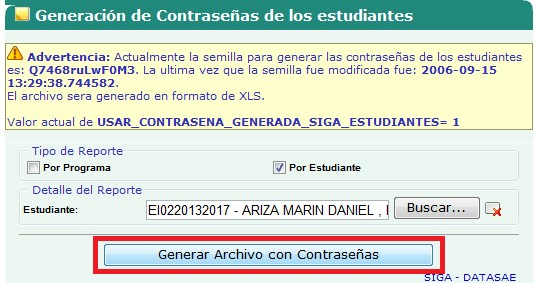 Generación de Contraseñas de los estudiantes
Advertencia: Actualmente la semilla para generar las contraseñas de los estudiantes
es: Q7468ruLwF0M3. La ultima vez que la semilla fue modificada fue: 2006-09-15
13:29:38.744582.
El archivo sera generado en formato de XLS.
Valor actual de USAR_CONTRASENA_GENERADA_SIGA_ESTUDIANTES= 1
Tipo de Reporte
Por Programa Por Estudiante
Detalle del Reporte
Estudiante: EI0220132017 - ARIZA MARIN DANIEL , Buscar...
Generar Archivo con Contraseñas
SIGA - DATASAE